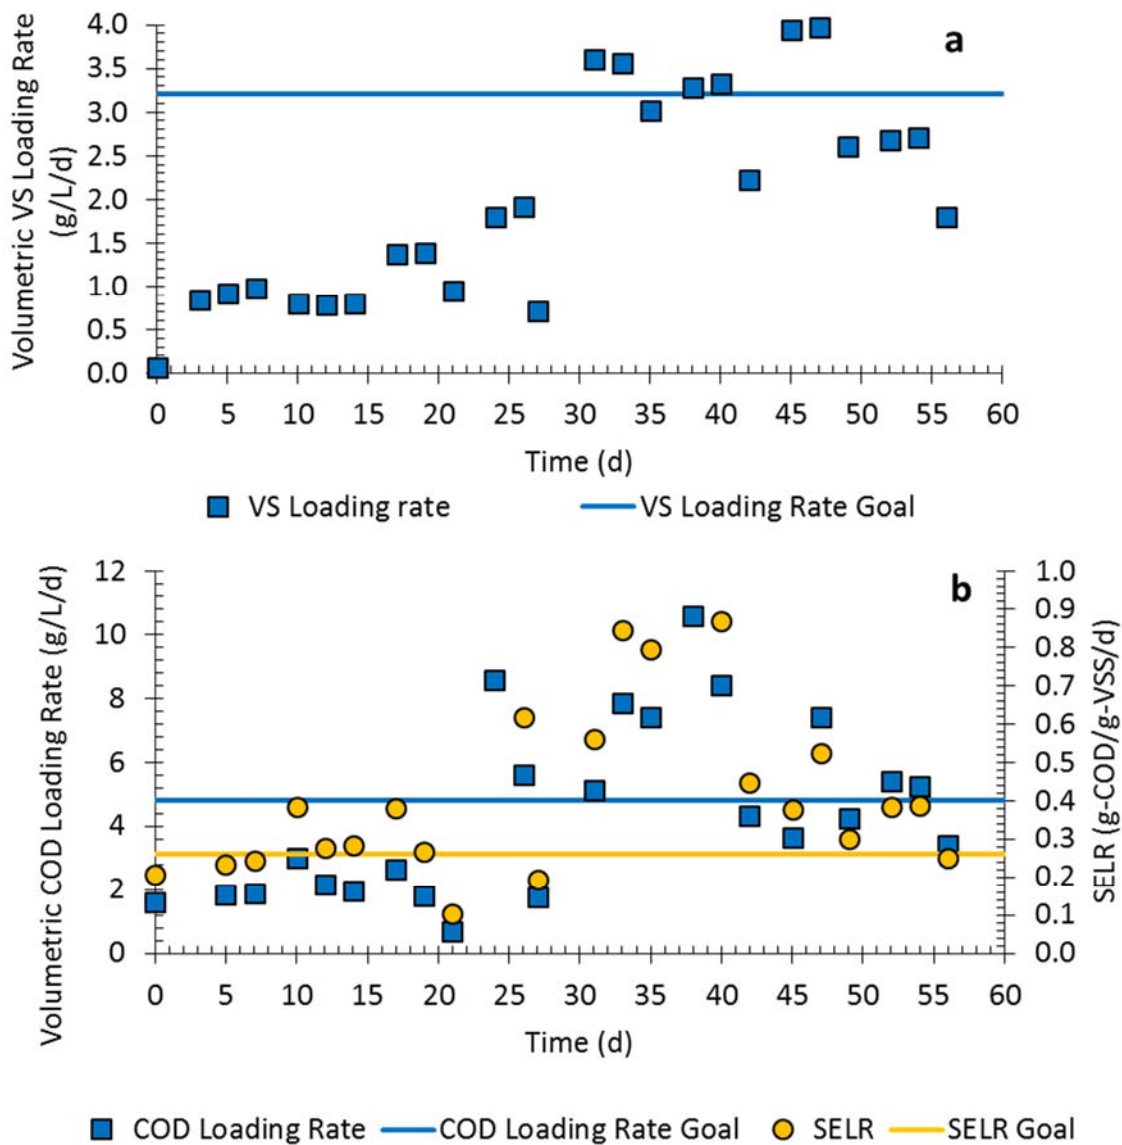 a
Volumetric VS Loading Rate
(g/L/d)
4.0
3.5
3.0
2.5
2.0
1.5
1.0
0.5
0.0
0 5 10 15 20 25 30 35 40 45 50 55 60
Time (d)
VS Loading rate VS Loading Rate Goal
b
Volumetric COD Loading Rate (g/L/d)
12
10
8
6
4
2
0
1.0
0.9
0.8
0.7
0.6
0.5
0.4
0.3
0.2
0.1
0.0
SELR (g-COD/g-VSS/d)
0 5 10 15 20 25 30 35 40 45 50 55 60
Time (d)
COD Loading Rate COD Loading Rate Goal SELR SELR Goal